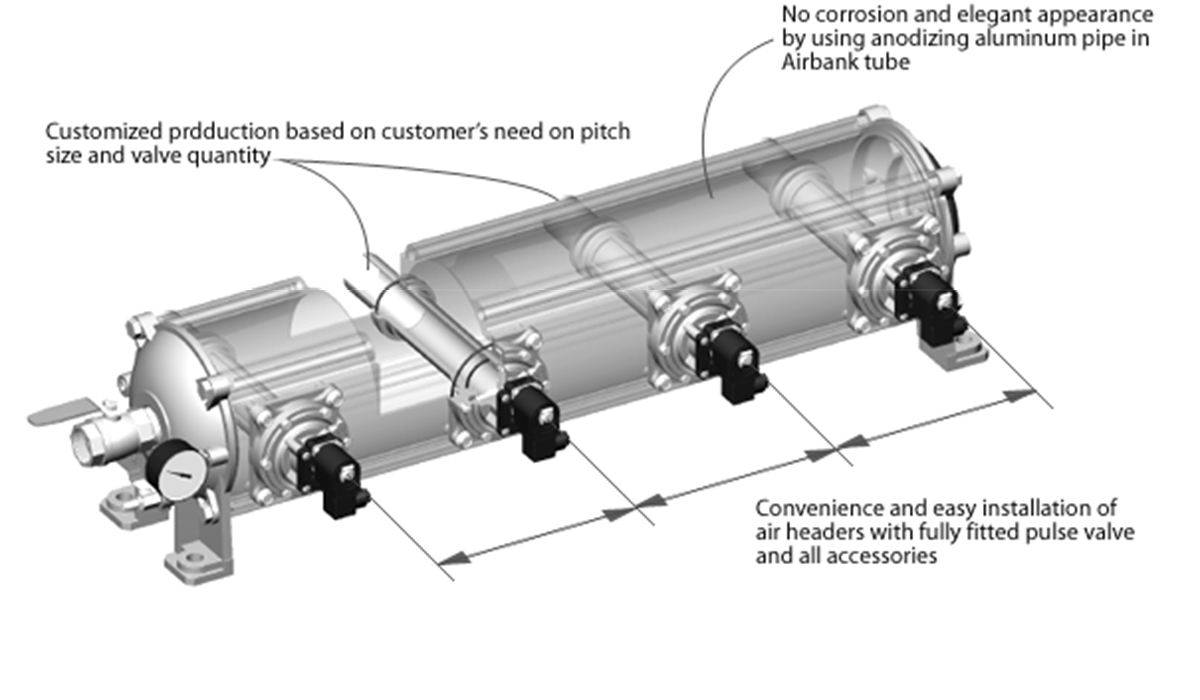 No corrosion and elegant appearance
by using anodizing aluminum pipe in
Airbank tube
Customized prdduction based on customer's need on pitch
size and valve quantity
Convenience and easy installation of
air headers with fully fitted pulse valve
and all accessories